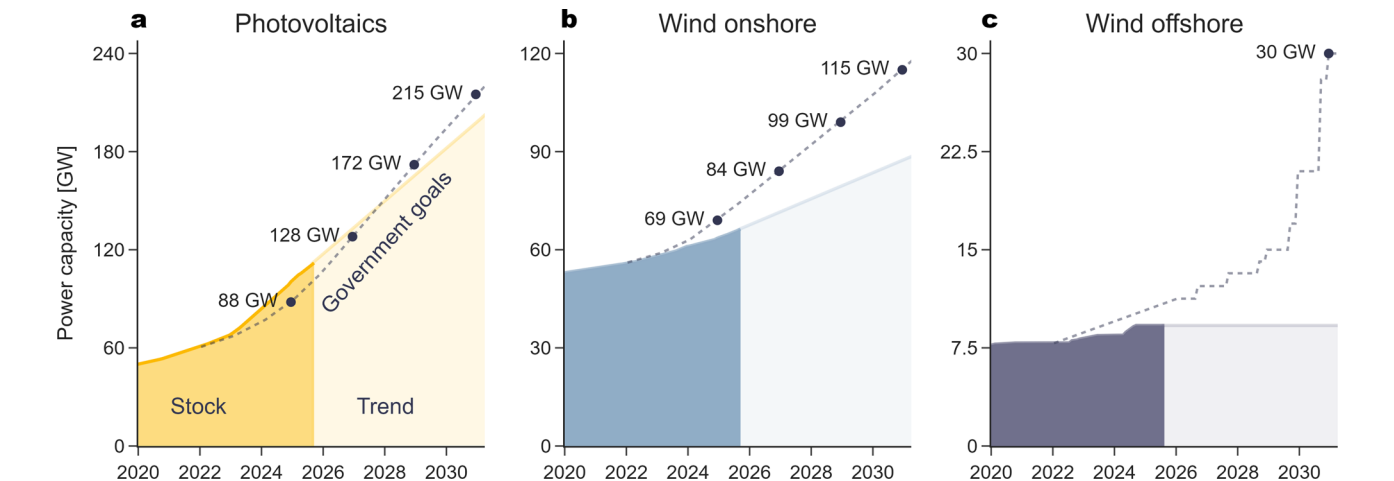 a Photovoltaics
Power capacity [GW]
240
180
120
60
0
215 GW
172 GW
128 GW
88 GW
Government goals
Stock
Trend
2020 2022 2024 2026 2028 2030
b Wind onshore
120
90
60
30
0
115 GW
99 GW
84 GW
69 GW
2020 2022 2024 2026 2028 2030
c Wind offshore
30
22.5
15
7.5
0
30 GW
2020 2022 2024 2026 2028 2030